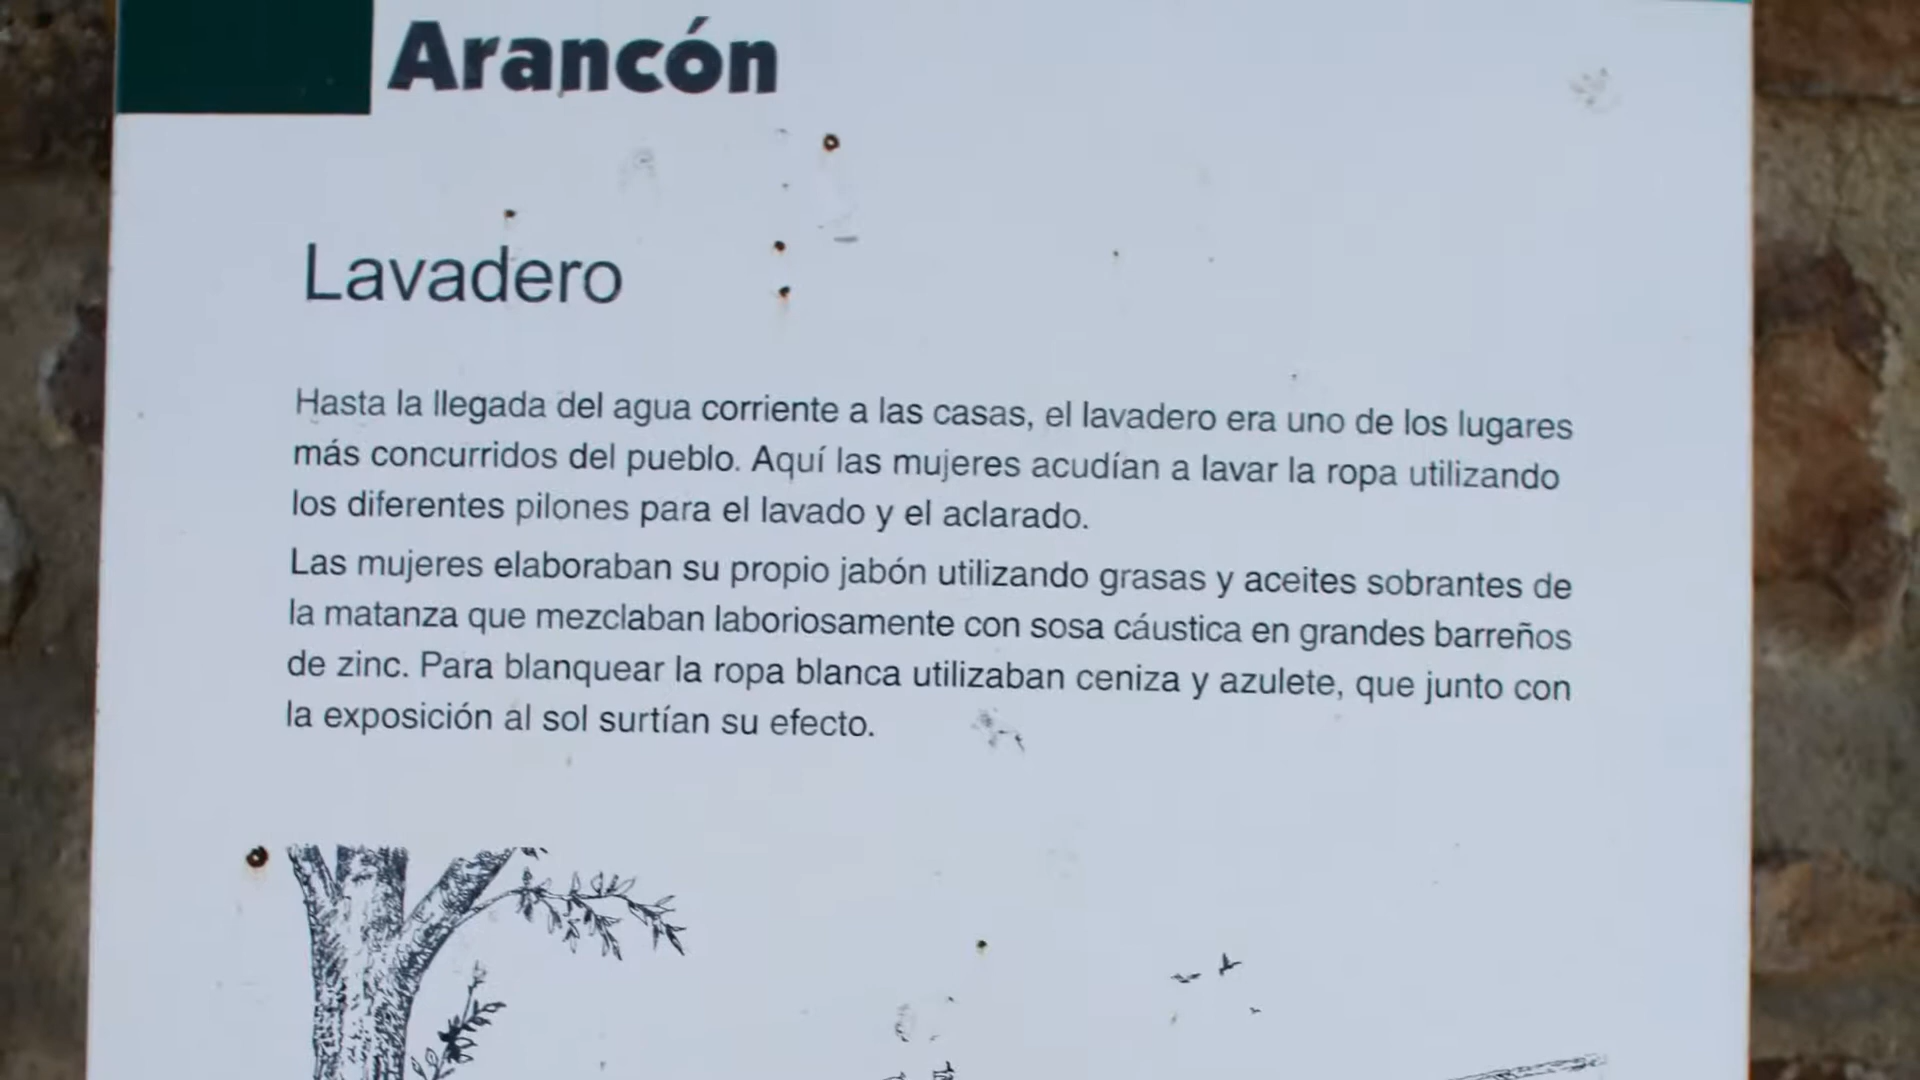 Arancón
Lavadero
Hasta la llegada del agua corriente a las casas, el lavadero era uno de los lugares
más concurridos del pueblo. Aquí las mujeres acudían a lavar la ropa utilizando
los diferentes pilones para el lavado y el aclarado.
Las mujeres elaboraban su propio jabón utilizando grasas y aceites sobrantes de
la matanza que mezclaban laboriosamente con sosa cáustica en grandes barreños
de zinc. Para blanquear la ropa blanca utilizaban ceniza y azulete, que junto con
la exposición al sol surtían su efecto.